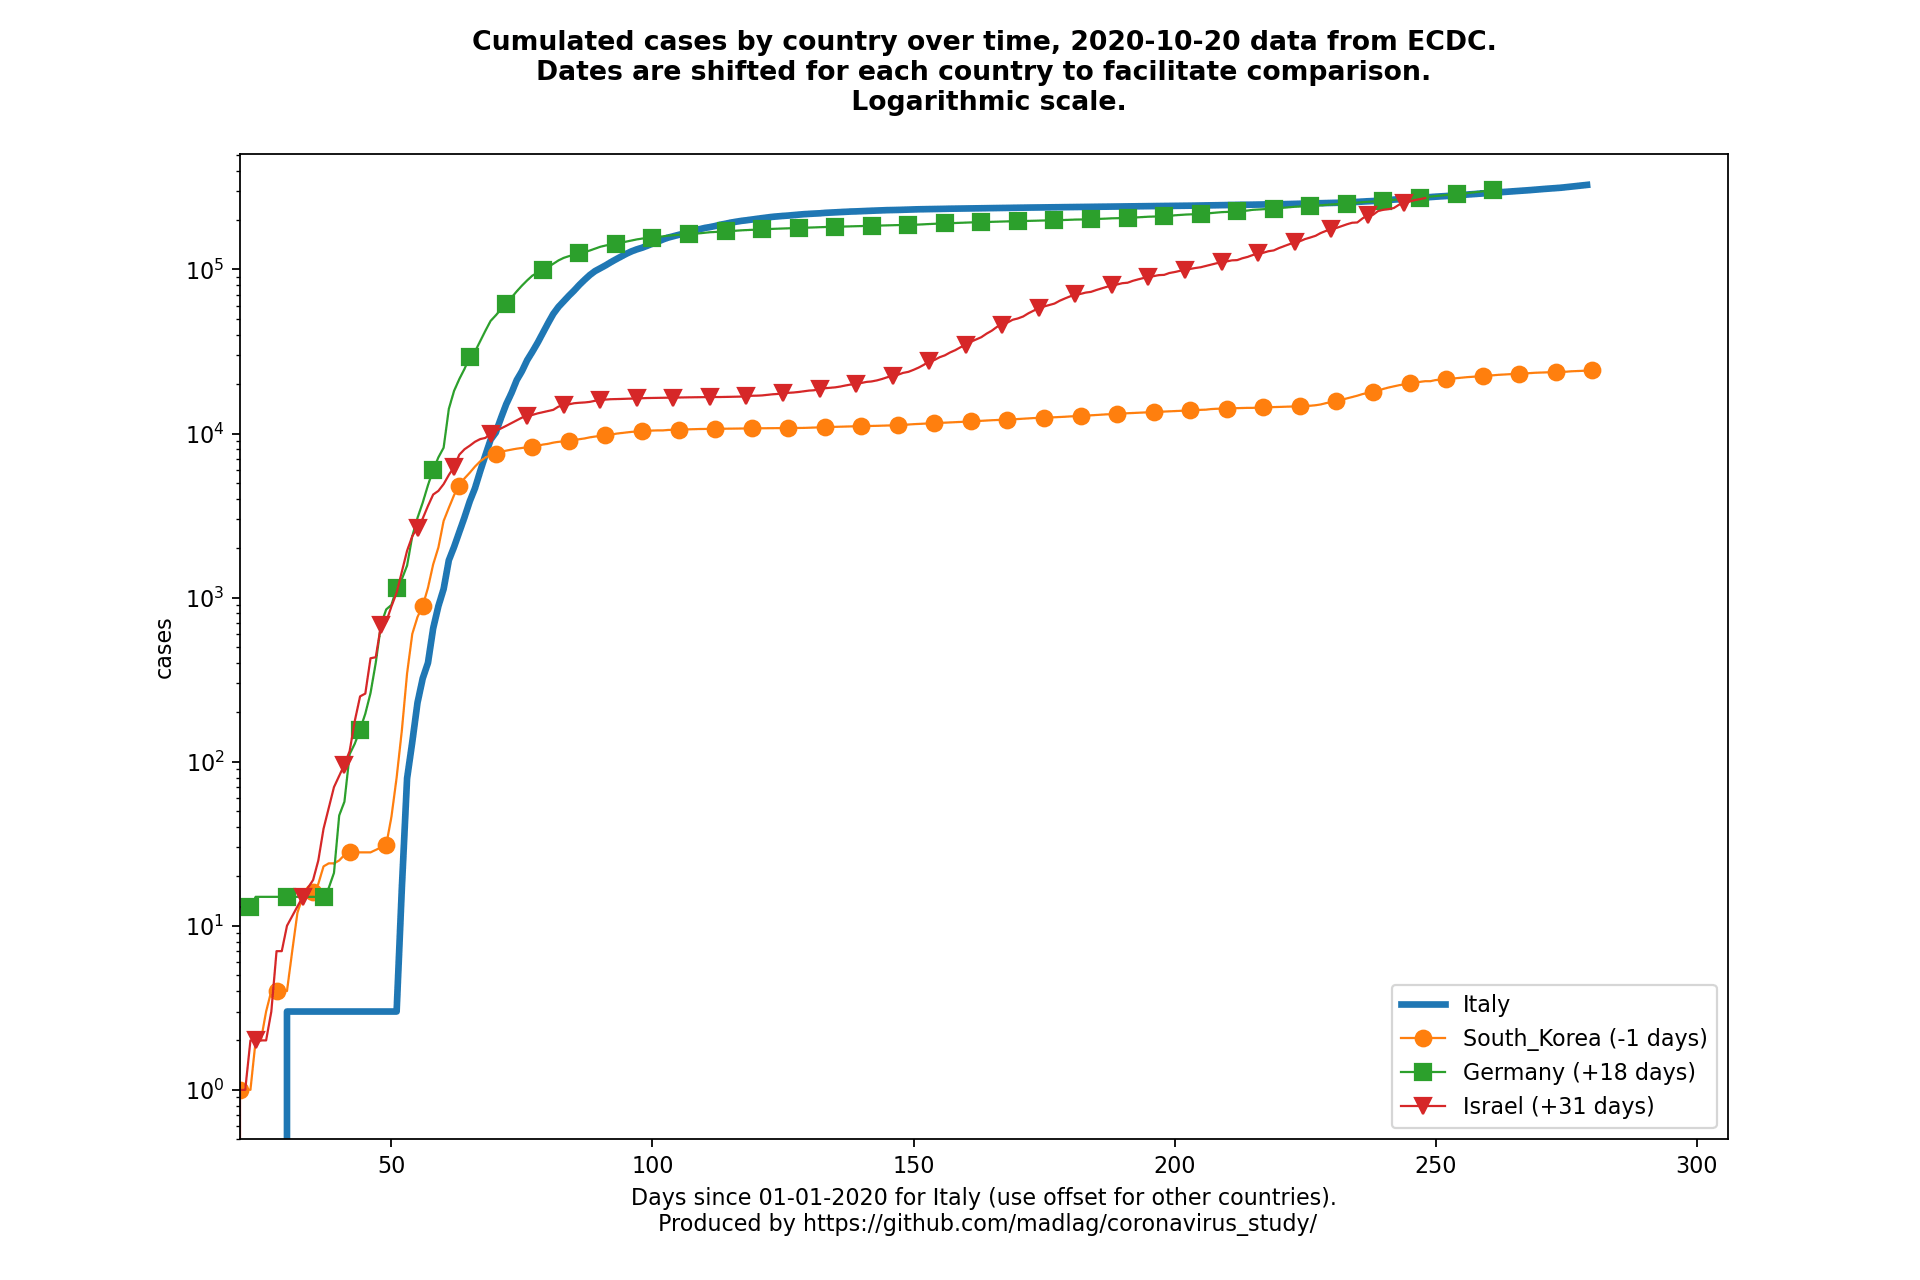 Cumulated cases by country over time, 2020-10-20 data from ECDC.
Dates are shifted for each country to facilitate comparison.
Logarithmic scale.
10^5
10^4
10^3
10^2
10^1
10^0
cases
Italy
South_Korea (-1 days)
Germany (+18 days)
Israel (+31 days)
50 100 150 200 250 300
Days since 01-01-2020 for Italy (use offset for other countries).
Produced by https://github.com/madlag/coronavirus_study/